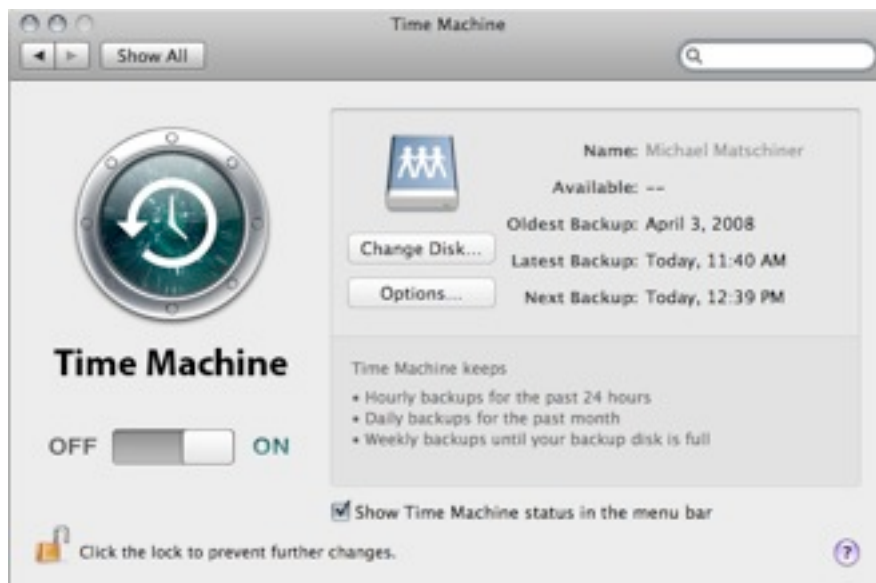 Time Machine
Show All
Time Machine
OFF ON
Name: Michael Matschiner
Available: --
Oldest Backup: April 3, 2008
Latest Backup: Today, 11:40 AM
Next Backup: Today, 12:39 PM
Change Disk...
Options...
Time Machine keeps
• Hourly backups for the past 24 hours
• Daily backups for the past month
• Weekly backups until your backup disk is full
Show Time Machine status in the menu bar
Click the lock to prevent further changes.
?